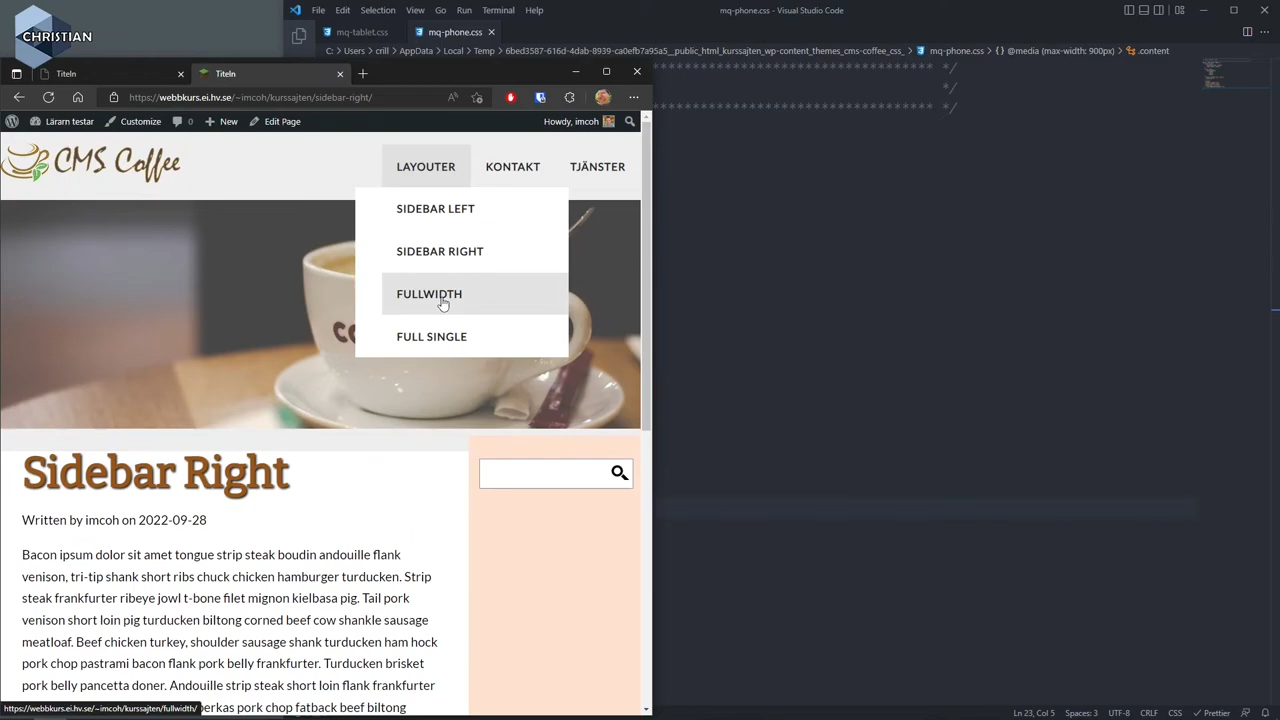 CHRISTIAN
File Edit Selection View Go Run Terminal Help
mq-phone.css - Visual Studio Code
mq-tablet.css
mq-phone.css
C: > Users > crill > AppData > Local > Temp > 6bed3587-616d-4dab-8939-ca0efb7a95a5__public_html_kurssajten_wp-content_themes_cms-coffee_css_ > mq-phone.css > {} @media (max-width: 900px) > .content
******************************** */
*/
******************************** */
Titeln
Titeln
https://webbkurs.ei.hv.se/~imcoh/kurssajten/sidebar-right/
Lärarn testar
Customize
0
New
Edit Page
Howdy, imcoh
CMS Coffee
LAYOUTER
KONTAKT
TJÄNSTER
SIDEBAR LEFT
SIDEBAR RIGHT
FULLWIDTH
FULL SINGLE
Sidebar Right
Written by imcoh on 2022-09-28
Bacon ipsum dolor sit amet tongue strip steak boudin andouille flank
venison, tri-tip shank short ribs chuck chicken hamburger turducken. Strip
steak frankfurter ribeye jowl t-bone filet mignon kielbasa pig. Tail pork
venison short loin pig turducken biltong corned beef cow shankle sausage
meatloaf. Beef chicken turkey, shoulder sausage shank turducken ham hock
pork chop pastrami bacon flank pork belly frankfurter. Turducken brisket
pork belly pancetta doner. Andouille strip steak short loin flank frankfurter
perkas pork chop fatback beef biltong
https://webbkurs.ei.hv.se/~imcoh/kurssajten/fullwidth/
Ln 23, Col 5
Spaces: 3
UTF-8
CRLF
CSS
Prettier